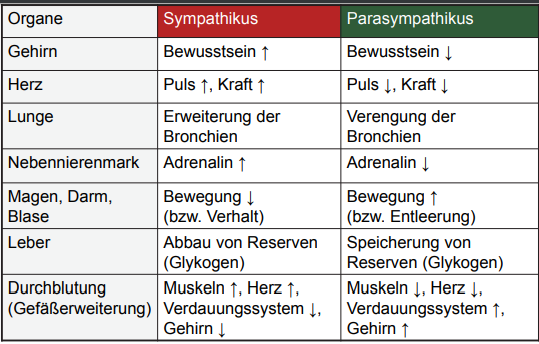 Organe Sympathikus Parasympathikus
Gehirn Bewusstsein ↑ Bewusstsein ↓
Herz Puls ↑, Kraft ↑ Puls ↓, Kraft ↓
Lunge Erweiterung der Verengung der
Bronchien Bronchien
Nebennierenmark Adrenalin ↑ Adrenalin ↓
Magen, Darm, Bewegung ↓ Bewegung ↑
Blase (bzw. Verhalt) (bzw. Entleerung)
Leber Abbau von Reserven Speicherung von
(Glykogen) Reserven (Glykogen)
Durchblutung Muskeln ↑, Herz ↑, Muskeln ↓, Herz ↓,
(Gefäßerweiterung) Verdauungssystem ↓, Verdauungssystem ↑,
Gehirn ↓ Gehirn ↑